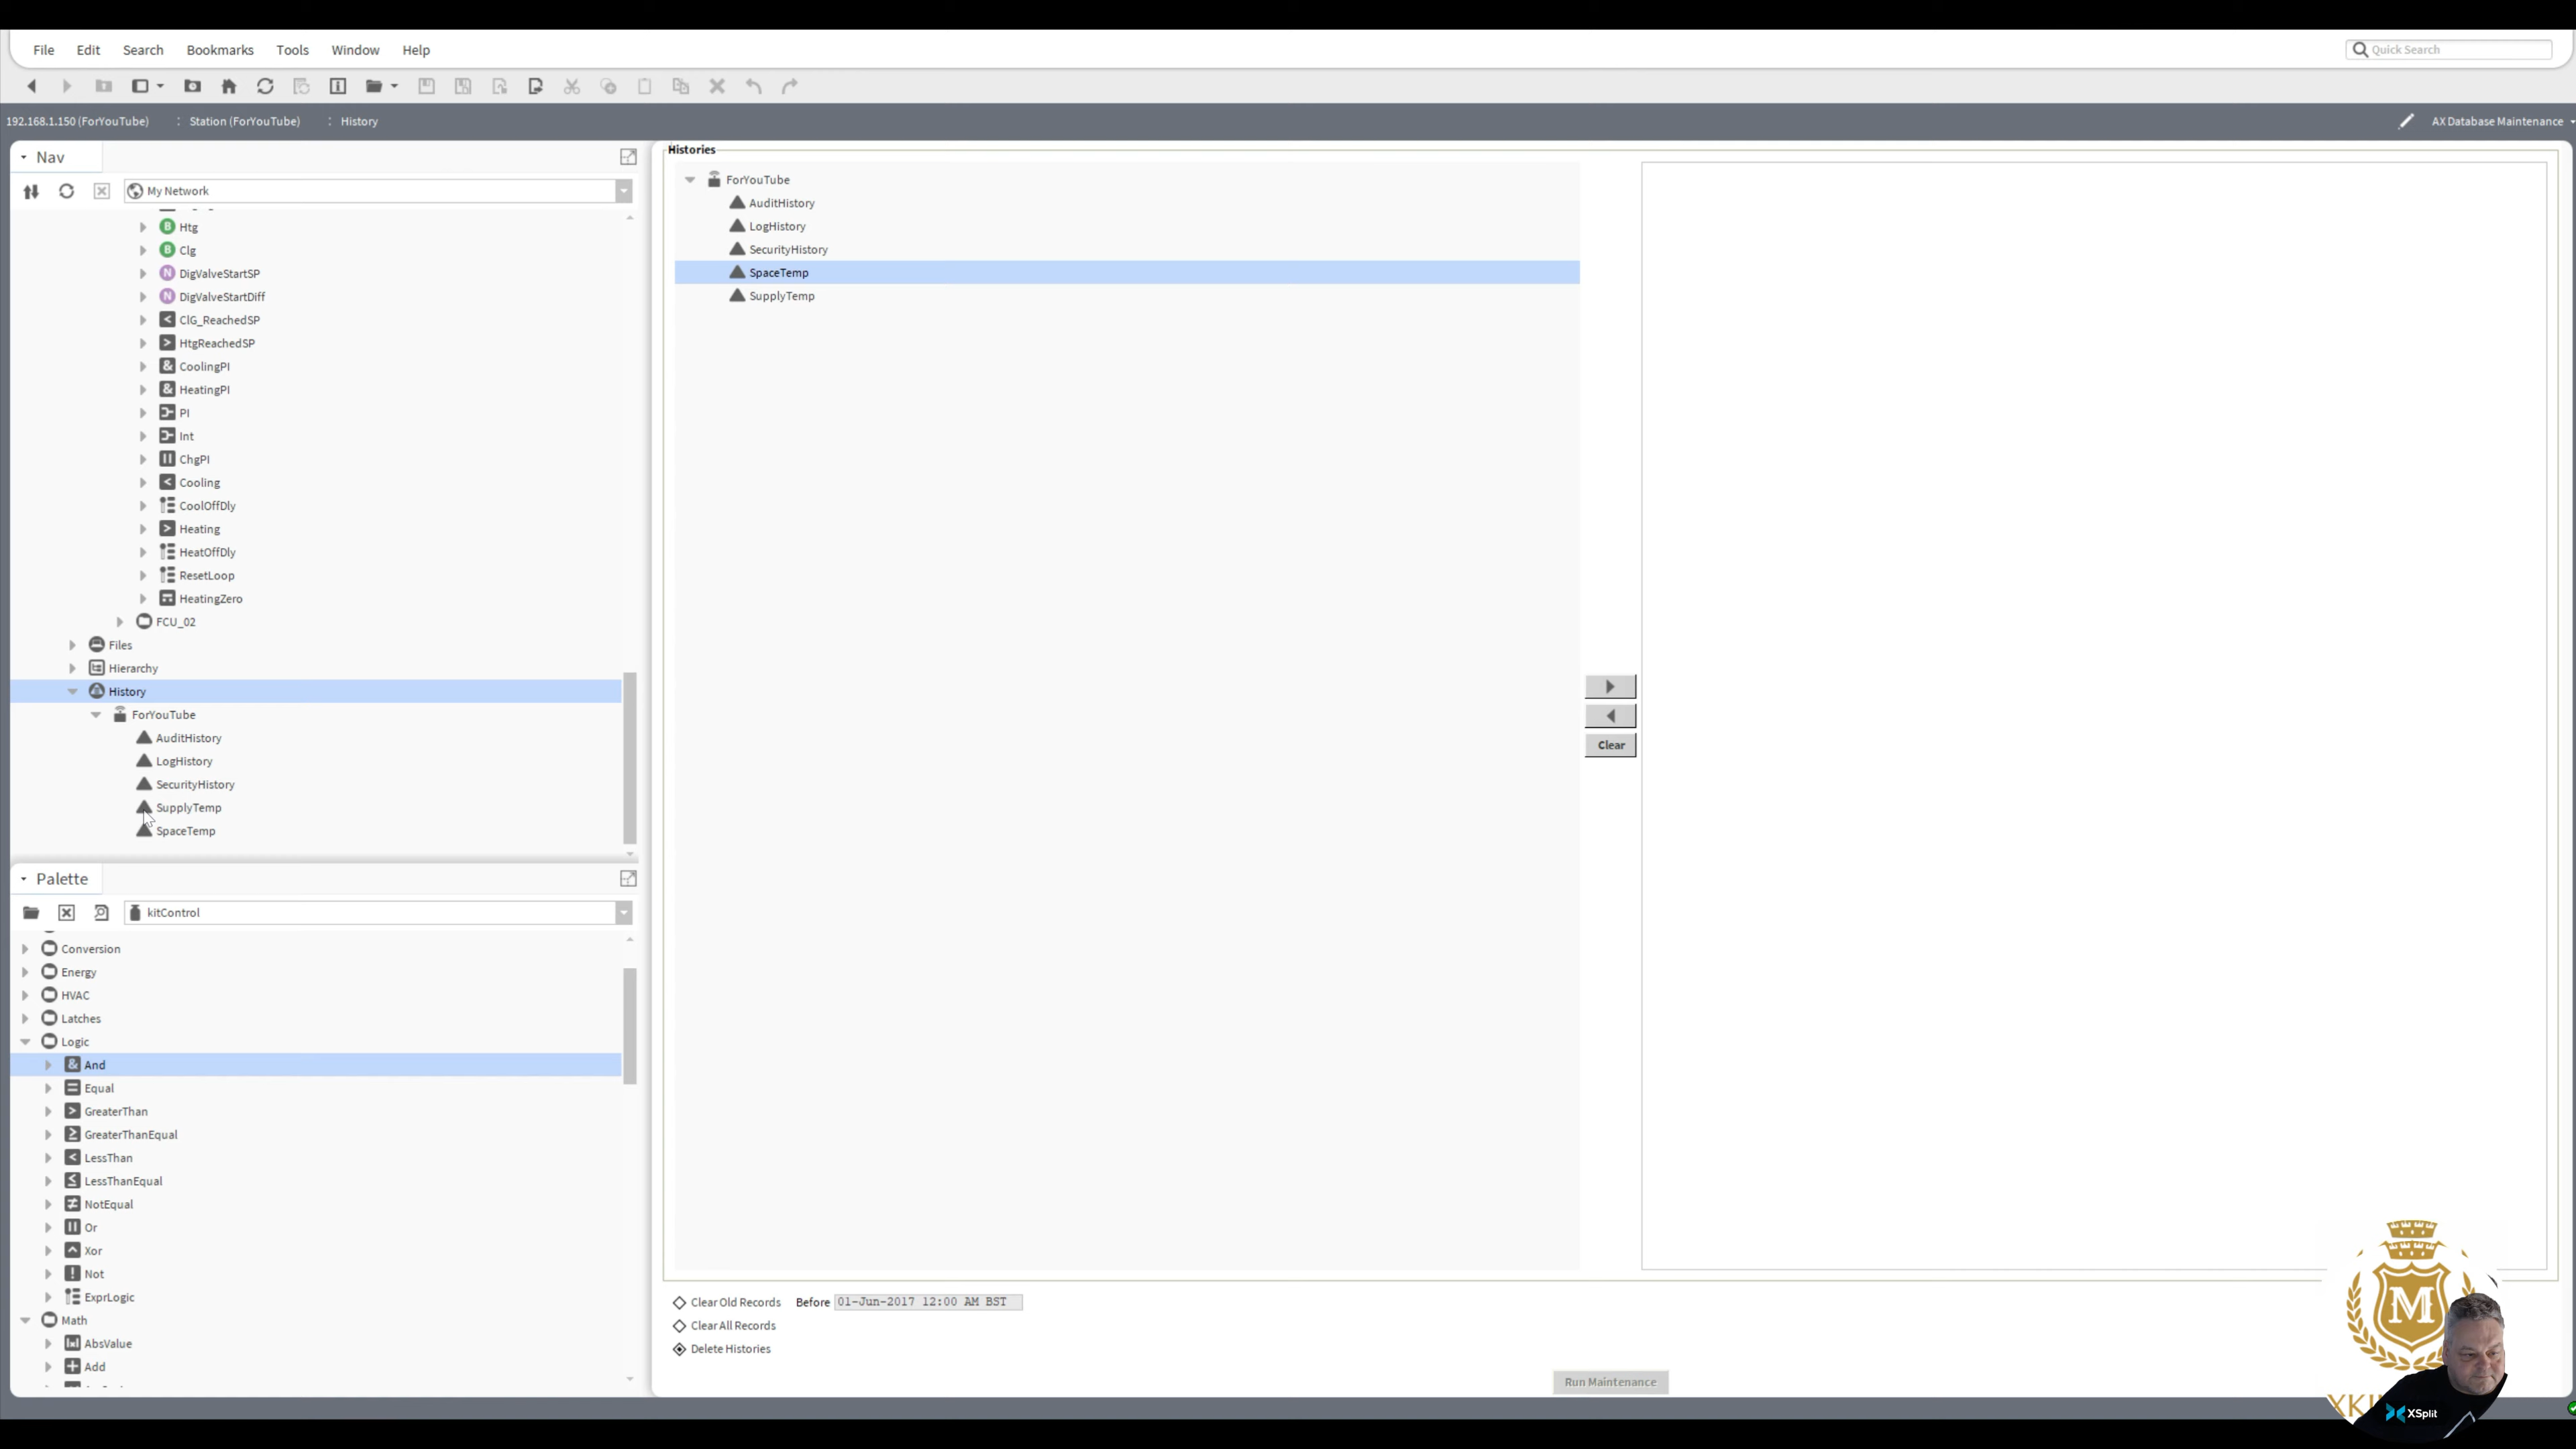 File Edit Search Bookmarks Tools Window Help
Quick Search
192.168.1.150 (ForYouTube) : Station (ForYouTube) : History
AX Database Maintenance
Nav
My Network
Htg
Clg
DigValveStartSP
DigValveStartDiff
ClG_ReachedSP
HtgReachedSP
CoolingPI
HeatingPI
PI
Int
ChgPI
Cooling
CoolOffDly
Heating
HeatOffDly
ResetLoop
HeatingZero
FCU_02
Files
Hierarchy
History
ForYouTube
AuditHistory
LogHistory
SecurityHistory
SupplyTemp
SpaceTemp
Palette
kitControl
Conversion
Energy
HVAC
Latches
Logic
And
Equal
GreaterThan
GreaterThanEqual
LessThan
LessThanEqual
NotEqual
Or
Xor
Not
ExprLogic
Math
AbsValue
Add
Histories
ForYouTube
AuditHistory
LogHistory
SecurityHistory
SpaceTemp
SupplyTemp
Clear
Clear Old Records Before 01-Jun-2017 12:00 AM BST
Clear All Records
Delete Histories
Run Maintenance
M
XSplit